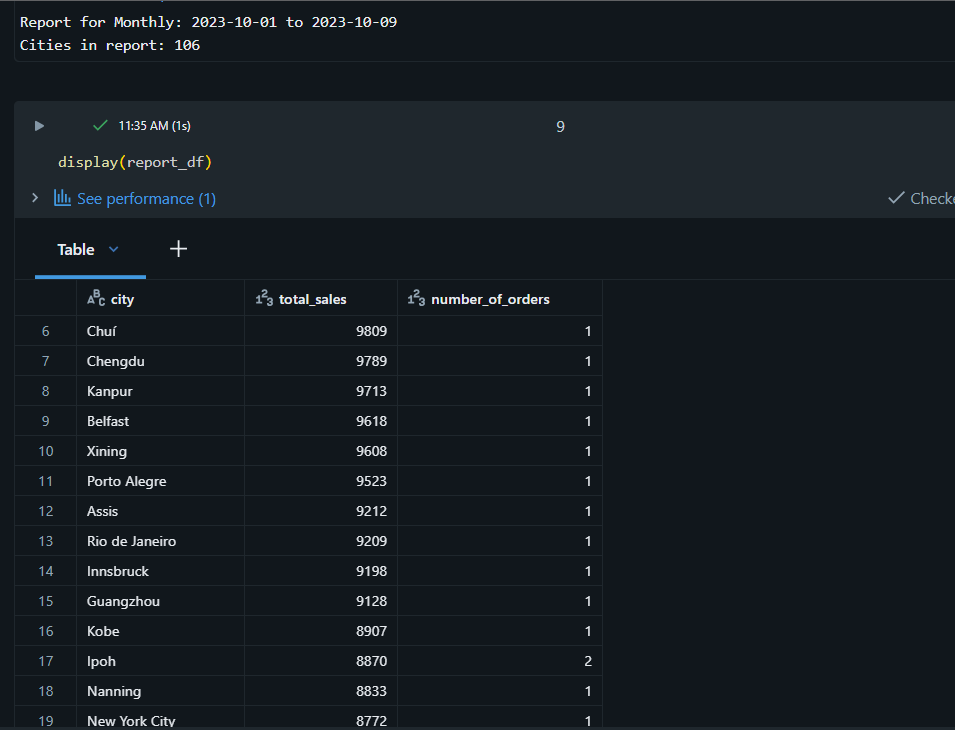 Report for Monthly: 2023-10-01 to 2023-10-09
Cities in report: 106
11:35 AM (1s) 9
display(report_df)
See performance (1)
Table +
ABC city 123 total_sales 123 number_of_orders
6 Chuí 9809 1
7 Chengdu 9789 1
8 Kanpur 9713 1
9 Belfast 9618 1
10 Xining 9608 1
11 Porto Alegre 9523 1
12 Assis 9212 1
13 Rio de Janeiro 9209 1
14 Innsbruck 9198 1
15 Guangzhou 9128 1
16 Kobe 8907 1
17 Ipoh 8870 2
18 Nanning 8833 1
19 New York City 8772 1